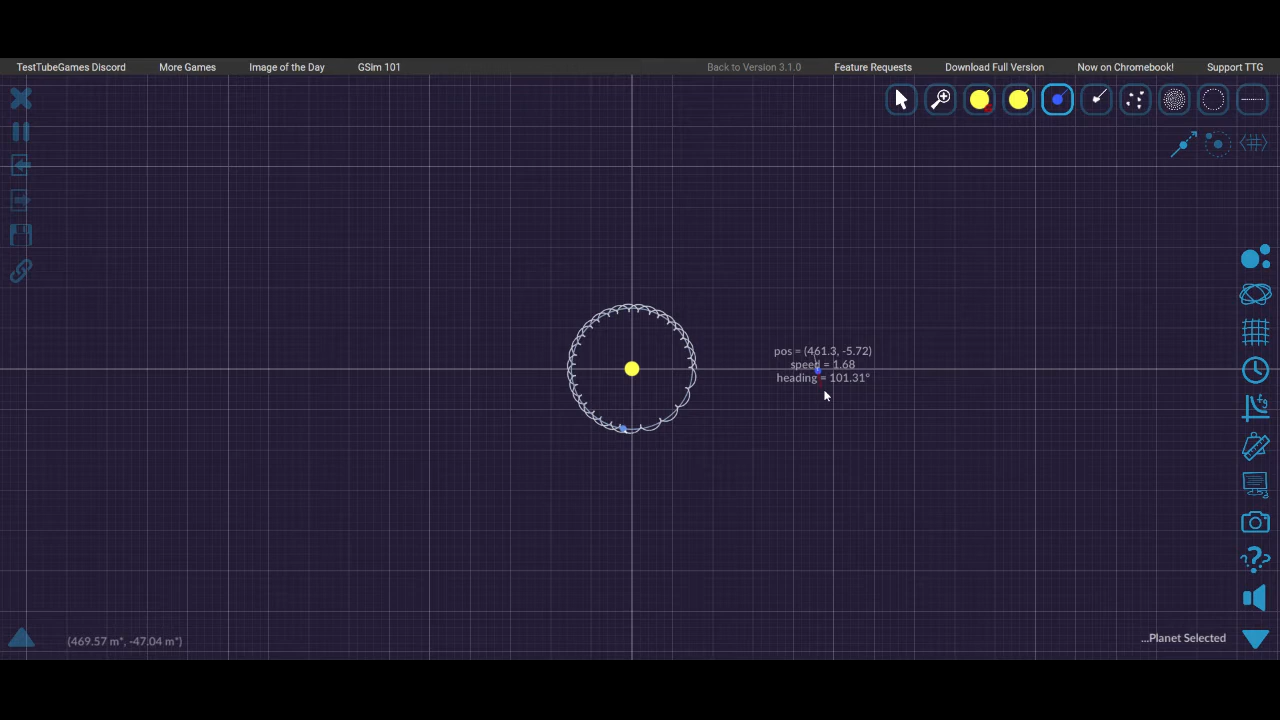 TestTubeGames Discord
More Games
Image of the Day
GSim 101
Back to Version 3.1.0
Feature Requests
Download Full Version
Now on Chromebook!
Support TTG
pos = (461.3, -5.72)
speed = 1.68
heading = 101.31º
(469.57 m*, -47.04 m*)
...Planet Selected